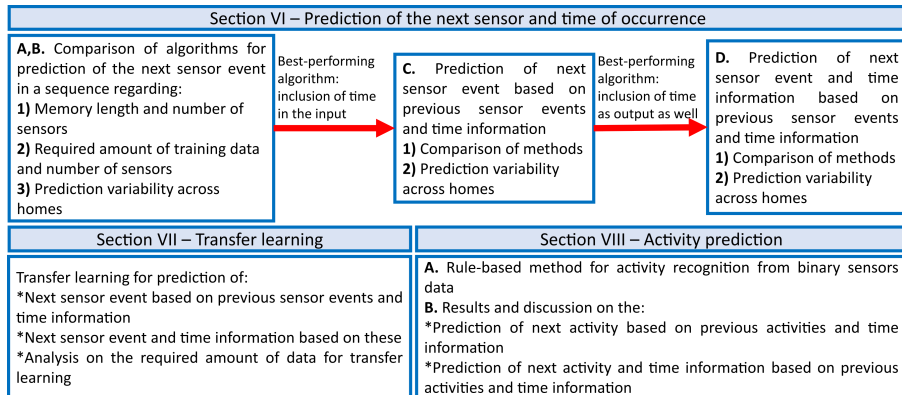 Section VI – Prediction of the next sensor and time of occurrence
A,B. Comparison of algorithms for
prediction of the next sensor event
in a sequence regarding:
1) Memory length and number of
sensors
2) Required amount of training data
and number of sensors
3) Prediction variability across
homes
Best-performing
algorithm:
inclusion of time
in the input
C. Prediction of next
sensor event based on
previous sensor events
and time information
1) Comparison of methods
2) Prediction variability
across homes
Best-performing
algorithm:
inclusion of time
as output as well
D. Prediction of next
sensor event and time
information based on
previous sensor events
and time information
1) Comparison of methods
2) Prediction variability
across homes
Section VII – Transfer learning
Transfer learning for prediction of:
*Next sensor event based on previous sensor events and
time information
*Next sensor event and time information based on these
*Analysis on the required amount of data for transfer
learning
Section VIII – Activity prediction
A. Rule-based method for activity recognition from binary sensors
data
B. Results and discussion on the:
*Prediction of next activity based on previous activities and time
information
*Prediction of next activity and time information based on previous
activities and time information